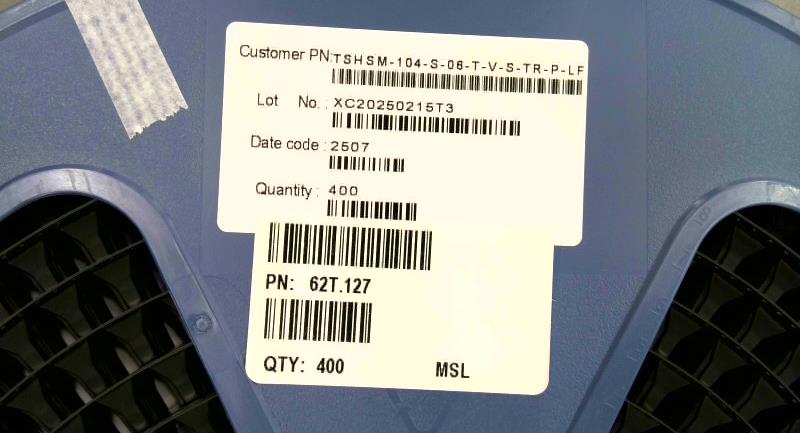 Customer PN:TSHSM-104-S-06-T-V-S-TR-P-LF
Lot No. : XC20250215T3
Date code : 2507
Quantity : 400
PN: 62T.127
QTY: 400 MSL